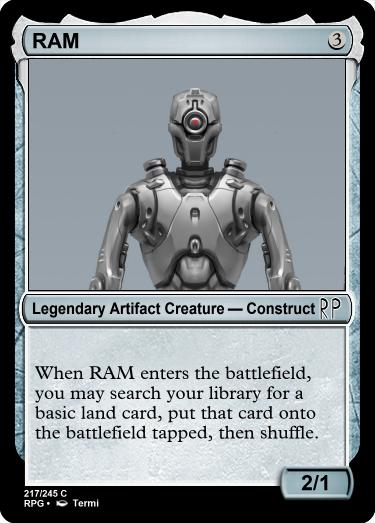 RAM 3
Legendary Artifact Creature — Construct RP
When RAM enters the battlefield,
you may search your library for a
basic land card, put that card onto
the battlefield tapped, then shuffle.
2/1
217/245 C
RPG • Termi